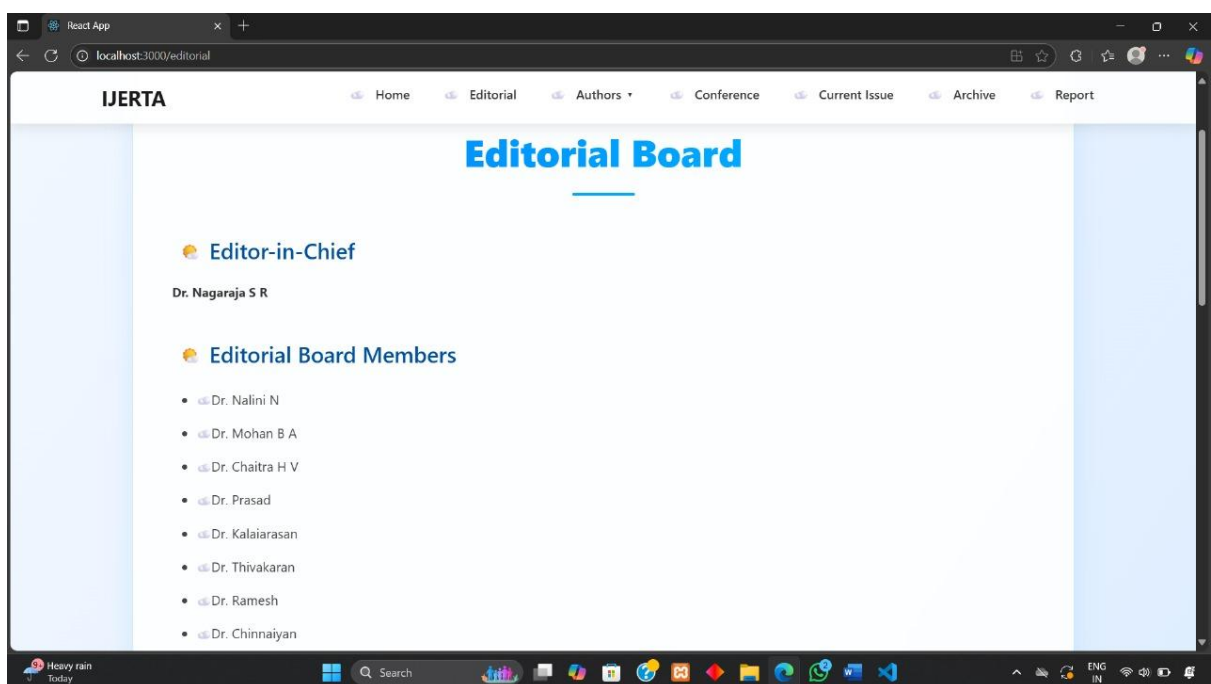 React App
localhost:3000/editorial
IJERTA Home Editorial Authors ▾ Conference Current Issue Archive Report
Editorial Board
Editor-in-Chief
Dr. Nagaraja S R
Editorial Board Members
• Dr. Nalini N
• Dr. Mohan B A
• Dr. Chaitra H V
• Dr. Prasad
• Dr. Kalaiarasan
• Dr. Thivakaran
• Dr. Ramesh
• Dr. Chinnaiyan
9+ Heavy rain
Today
Search
ENG
IN